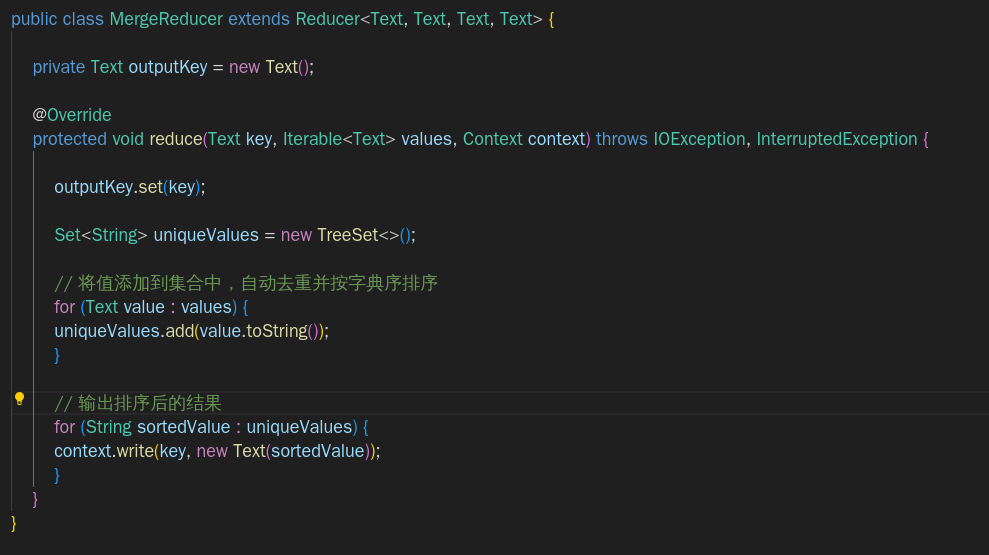 public class MergeReducer extends Reducer<Text, Text, Text, Text> {
private Text outputKey = new Text();
@Override
protected void reduce(Text key, Iterable<Text> values, Context context) throws IOException, InterruptedException {
outputKey.set(key);
Set<String> uniqueValues = new TreeSet<>();
// 将值添加到集合中，自动去重并按字典序排序
for (Text value : values) {
uniqueValues.add(value.toString());
}
// 输出排序后的结果
for (String sortedValue : uniqueValues) {
context.write(key, new Text(sortedValue));
}
}
}